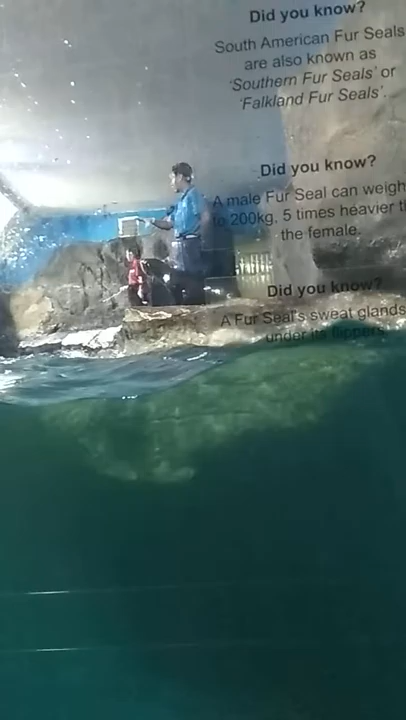 Did you know?
South American Fur Seals
are also known as
'Southern Fur Seals' or
'Falkland Fur Seals'.
Did you know?
A male Fur Seal can weigh
to 200kg. 5 times heavier
the female.
Did you know?
A Fur Seal's sweat glands
under its flippers